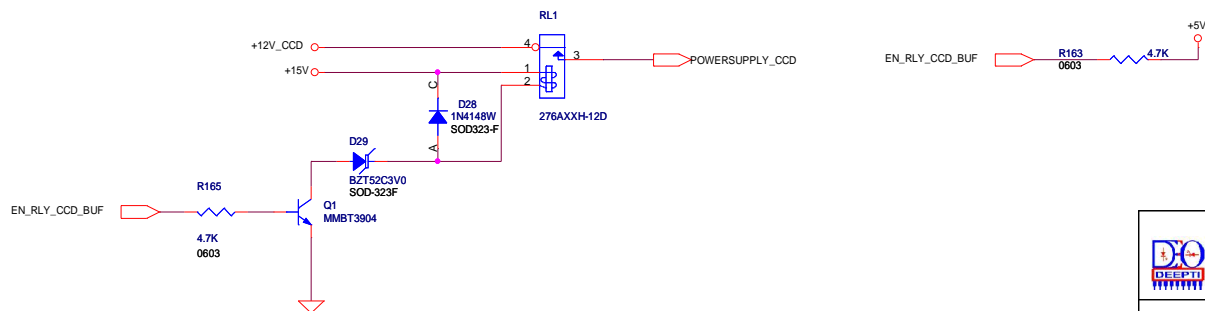 RL1
+12V_CCD
4
3
POWERSUPPLY_CCD
+15V
1
2
C
D28
1N4148W
SOD323-F
A
276AXXH-12D
D29
BZT52C3V0
SOD-323F
R165
EN_RLY_CCD_BUF
4.7K
0603
Q1
MMBT3904
+5V
EN_RLY_CCD_BUF
R163
4.7K
0603
DEO
DEEPTI